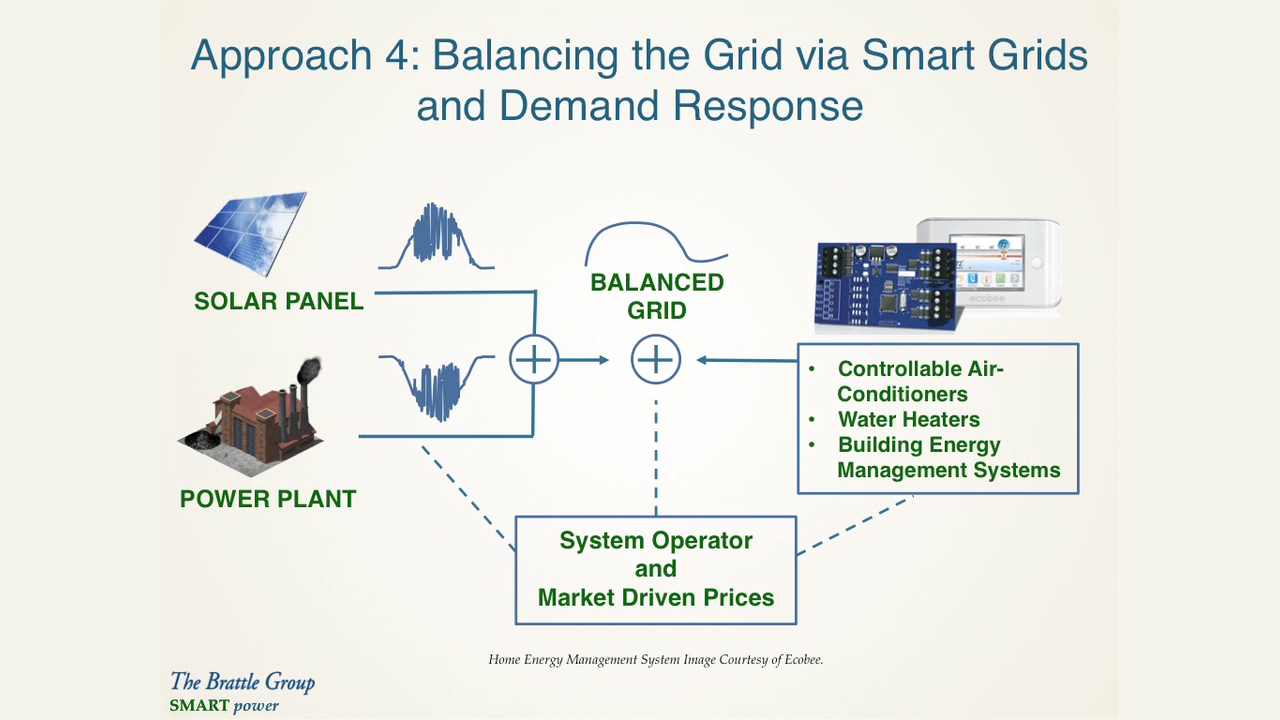 Approach 4: Balancing the Grid via Smart Grids
and Demand Response
SOLAR PANEL
BALANCED
GRID
ecobee
• Controllable Air-
Conditioners
• Water Heaters
• Building Energy
Management Systems
POWER PLANT
System Operator
and
Market Driven Prices
Home Energy Management System Image Courtesy of Ecobee.
The Brattle Group
SMART power